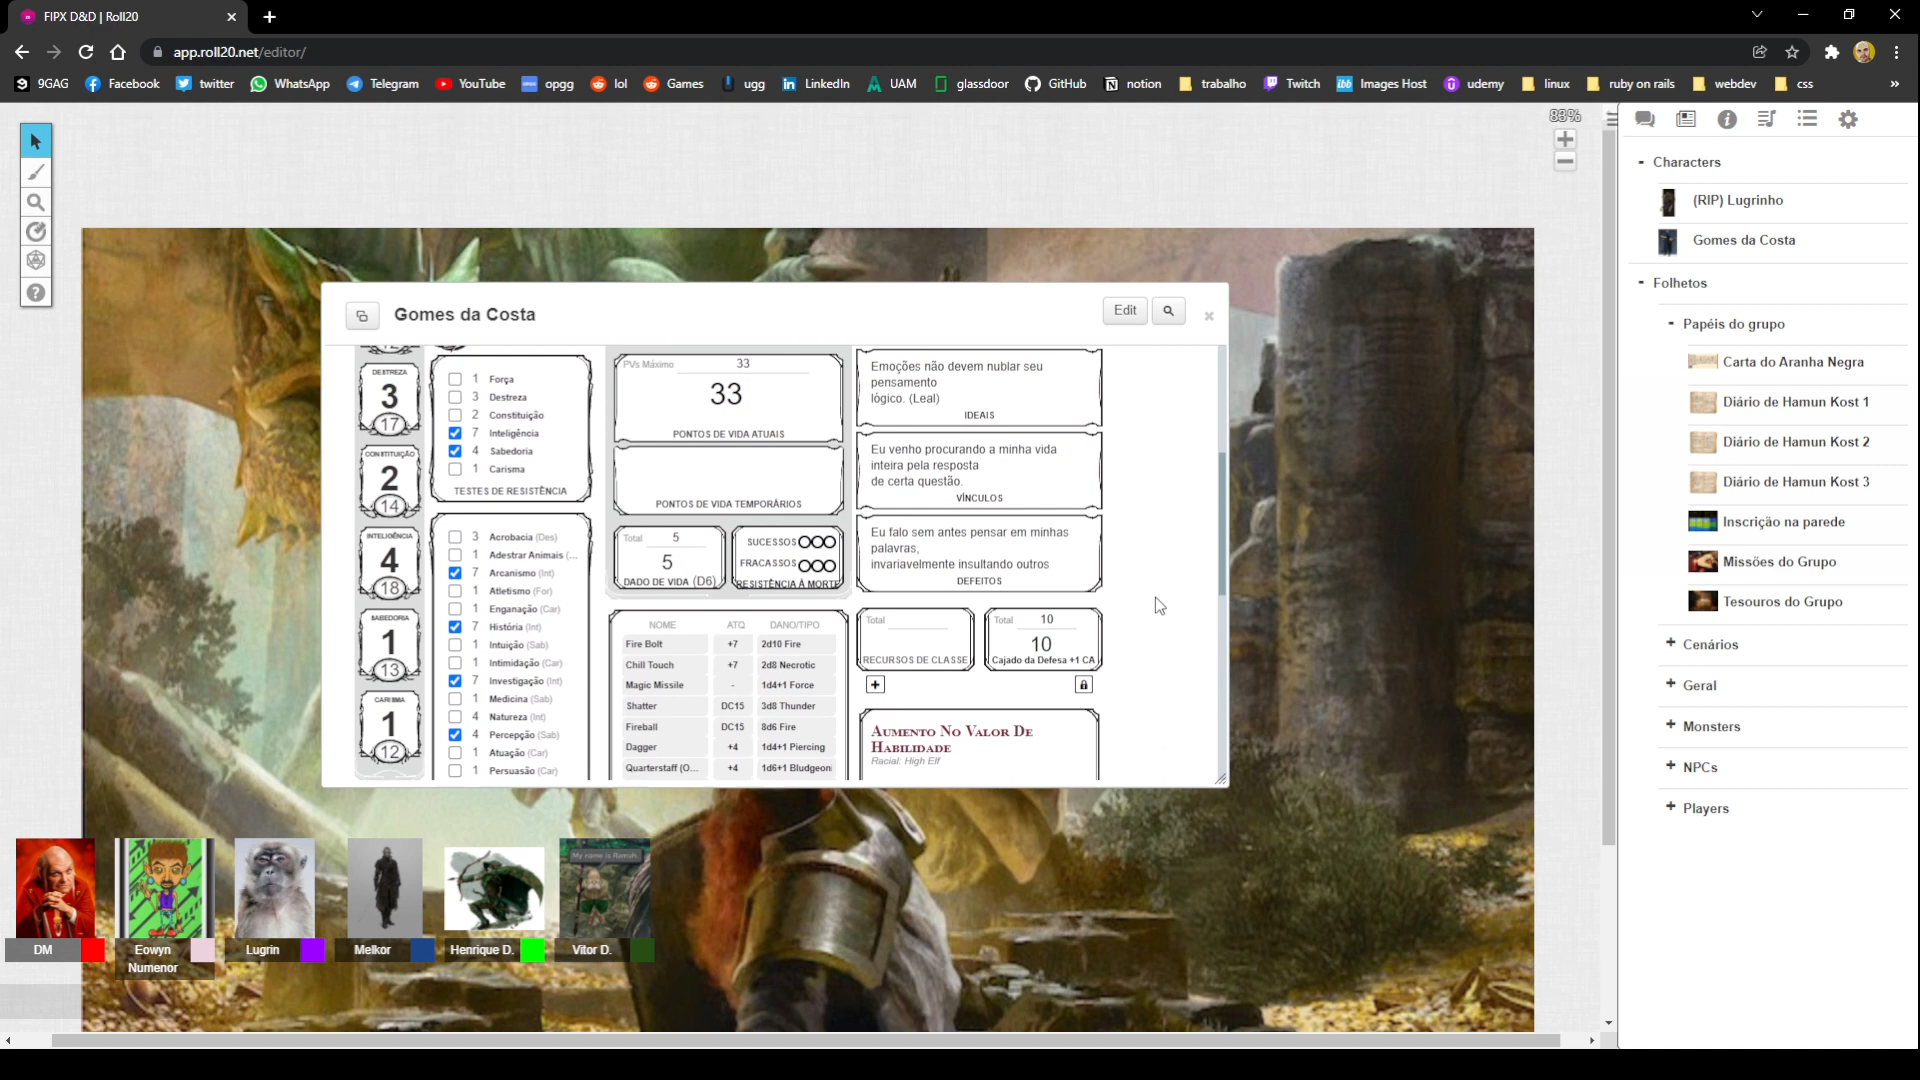 FIPX D&D | Roll20
app.roll20.net/editor/
9GAG Facebook twitter WhatsApp Telegram YouTube opgg lol Games ugg LinkedIn UAM glassdoor GitHub notion trabalho Twitch Images Host udemy linux ruby on rails webdev css »
83%
Gomes da Costa
Edit
DESTREZA
3
17
CONSTITUIÇÃO
2
14
INTELIGÊNCIA
4
18
SABEDORIA
1
13
CARISMA
1
12
1 Força
3 Destreza
2 Constituição
7 Inteligência
4 Sabedoria
1 Carisma
TESTES DE RESISTÊNCIA
3 Acrobacia (Des)
1 Adestrar Animais (...
7 Arcanismo (Int)
1 Atletismo (For)
1 Enganação (Car)
7 História (Int)
1 Intuição (Sab)
1 Intimidação (Car)
7 Investigação (Int)
1 Medicina (Sab)
4 Natureza (Int)
4 Percepção (Sab)
1 Atuação (Car)
1 Persuasão (Car)
PVs Máximo 33
33
PONTOS DE VIDA ATUAIS
PONTOS DE VIDA TEMPORÁRIOS
Total 5
5
DADO DE VIDA (D6)
SUCESSOS
FRACASSOS
RESISTÊNCIA À MORTE
NOME ATQ DANO/TIPO
Fire Bolt +7 2d10 Fire
Chill Touch +7 2d8 Necrotic
Magic Missile - 1d4+1 Force
Shatter DC15 3d8 Thunder
Fireball DC15 8d6 Fire
Dagger +4 1d4+1 Piercing
Quarterstaff (O... +4 1d6+1 Bludgeon
Emoções não devem nublar seu
pensamento
lógico. (Leal)
IDEAIS
Eu venho procurando a minha vida
inteira pela resposta
de certa questão.
VÍNCULOS
Eu falo sem antes pensar em minhas
palavras,
invariavelmente insultando outros
DEFEITOS
Total
RECURSOS DE CLASSE
Total 10
10
Cajado da Defesa +1 CA
Aumento No Valor De
Habilidade
Racial: High Elf
Characters
(RIP) Lugrinho
Gomes da Costa
Folhetos
Papéis do grupo
Carta do Aranha Negra
Diário de Hamun Kost 1
Diário de Hamun Kost 2
Diário de Hamun Kost 3
Inscrição na parede
Missões do Grupo
Tesouros do Grupo
Cenários
Geral
Monsters
NPCs
Players
My name is Ramuh.
DM
Eowyn
Numenor
Lugrin
Melkor
Henrique D.
Vitor D.